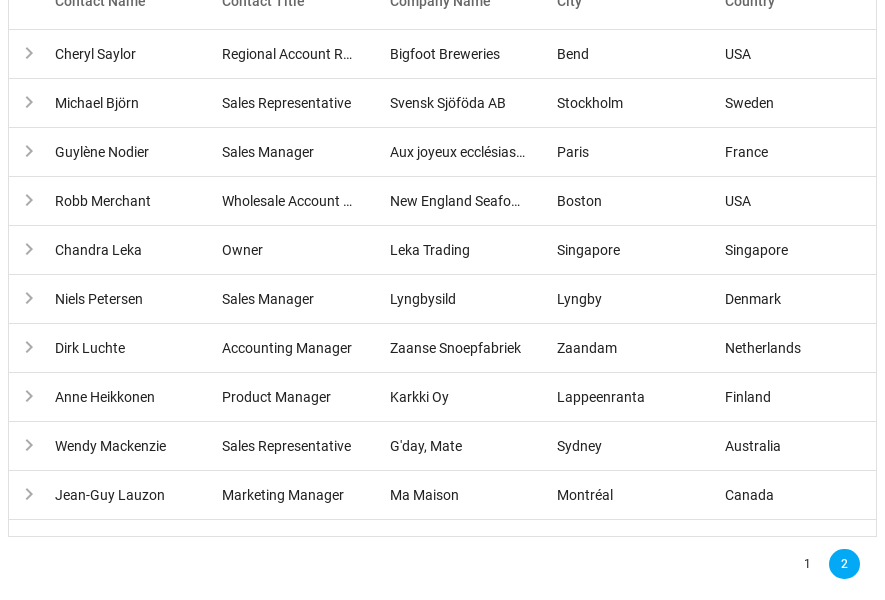 Contact Name Contact Title Company Name City Country
Cheryl Saylor Regional Account R... Bigfoot Breweries Bend USA
Michael Björn Sales Representative Svensk Sjöföda AB Stockholm Sweden
Guylène Nodier Sales Manager Aux joyeux ecclésias... Paris France
Robb Merchant Wholesale Account ... New England Seafo... Boston USA
Chandra Leka Owner Leka Trading Singapore Singapore
Niels Petersen Sales Manager Lyngbysild Lyngby Denmark
Dirk Luchte Accounting Manager Zaanse Snoepfabriek Zaandam Netherlands
Anne Heikkonen Product Manager Karkki Oy Lappeenranta Finland
Wendy Mackenzie Sales Representative G'day, Mate Sydney Australia
Jean-Guy Lauzon Marketing Manager Ma Maison Montréal Canada
1 2